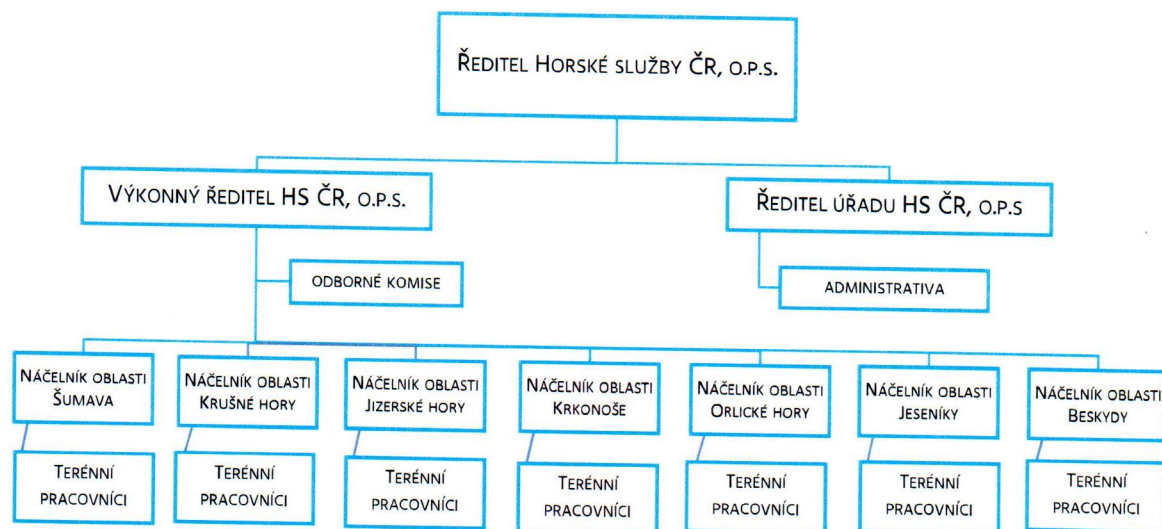 Ředitel Horské služby ČR, o.p.s.
Výkonný ředitel HS ČR, o.p.s.
Ředitel úřadu HS ČR, o.p.s
odborné komise
administrativa
Náčelník oblasti
Šumava
Náčelník oblasti
Krušné hory
Náčelník oblasti
Jizerské hory
Náčelník oblasti
Krkonoše
Náčelník oblasti
Orlické hory
Náčelník oblasti
Jeseníky
Náčelník oblasti
Beskydy
Terénní
pracovníci
Terénní
pracovníci
Terénní
pracovníci
Terénní
pracovníci
Terénní
pracovníci
Terénní
pracovníci
Terénní
pracovníci